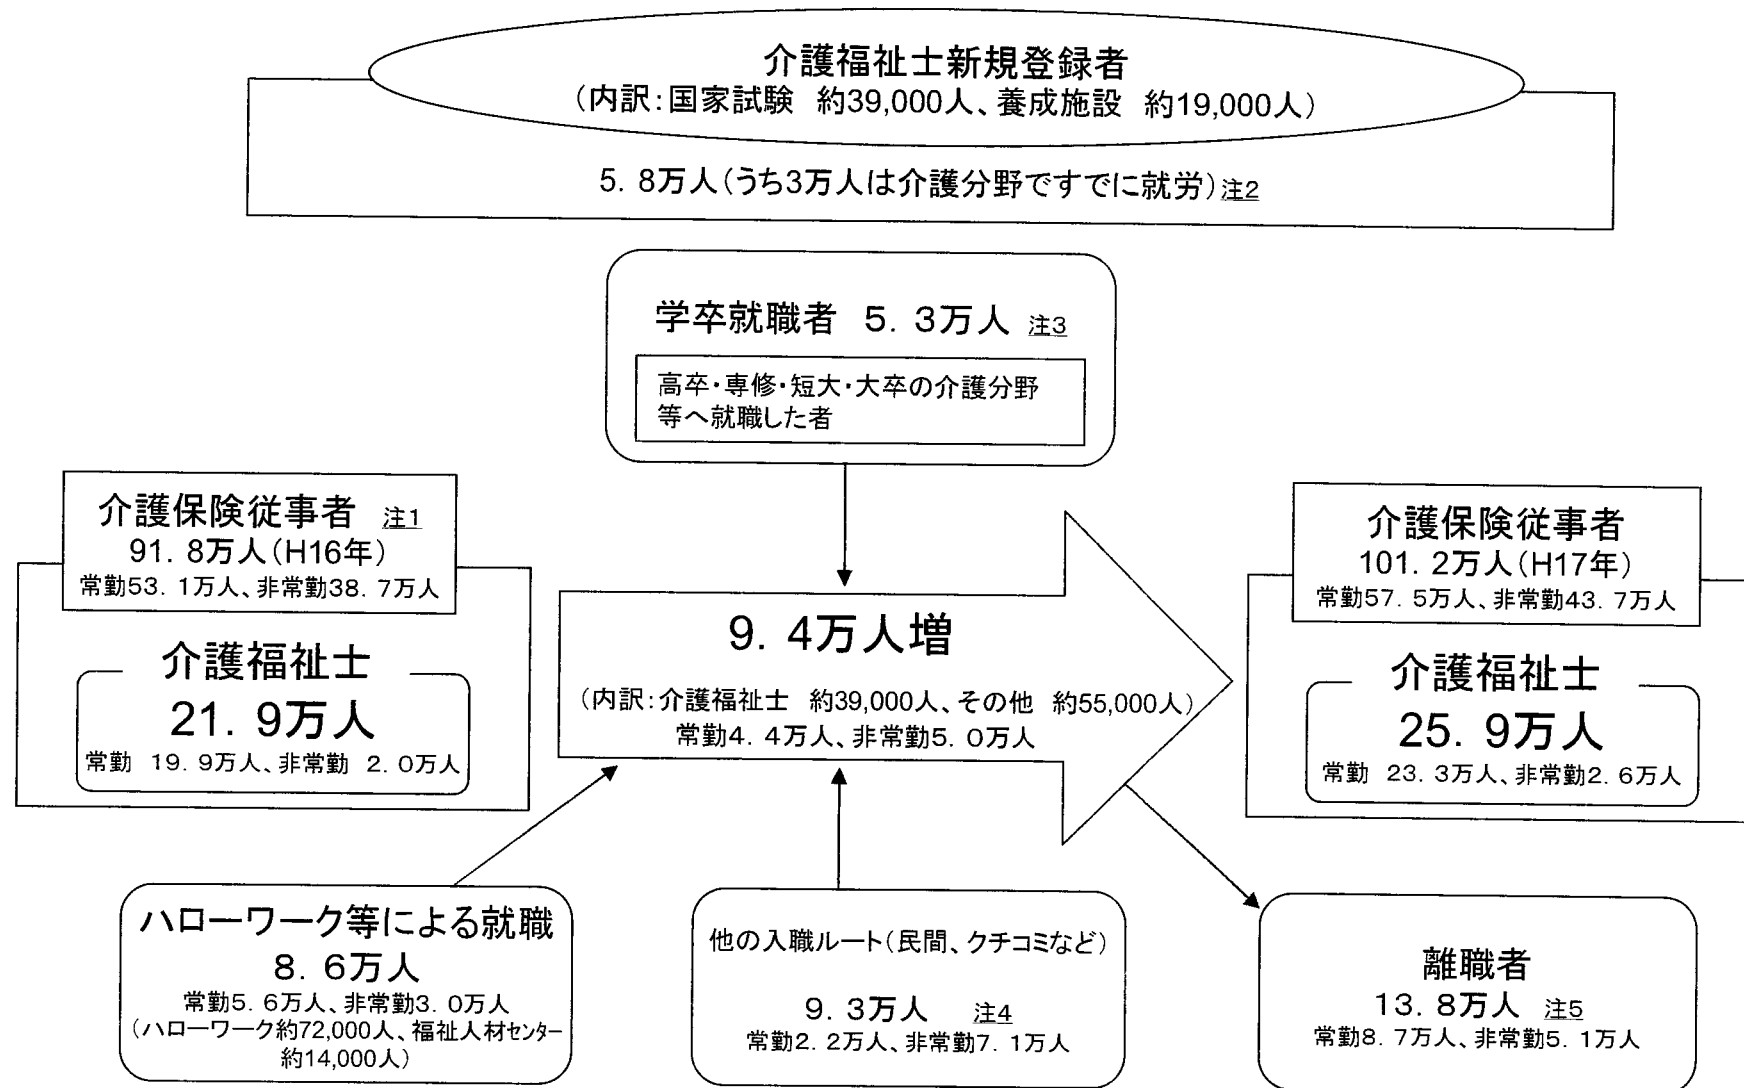 介護福祉士新規登録者
（内訳：国家試験　約39,000人、養成施設　約19,000人）
5．8万人（うち3万人は介護分野ですでに就労）注2
学卒就職者　5．3万人　注3
高卒・専修・短大・大卒の介護分野
等へ就職した者
介護保険従事者　注1
91．8万人（H16年）
常勤53．1万人、非常勤38．7万人
介護福祉士
21．9万人
常勤　19．9万人、非常勤　2．0万人
9．4万人増
（内訳：介護福祉士　約39,000人、その他　約55,000人）
常勤4．4万人、非常勤5．0万人
介護保険従事者
101．2万人（H17年）
常勤57．5万人、非常勤43．7万人
介護福祉士
25．9万人
常勤　23．3万人、非常勤2．6万人
ハローワーク等による就職
8．6万人
常勤5．6万人、非常勤3．0万人
（ハローワーク約72,000人、福祉人材センター
約14,000人）
他の入職ルート（民間、クチコミなど）
9．3万人　注4
常勤2．2万人、非常勤7．1万人
離職者
13．8万人　注5
常勤8．7万人、非常勤5．1万人